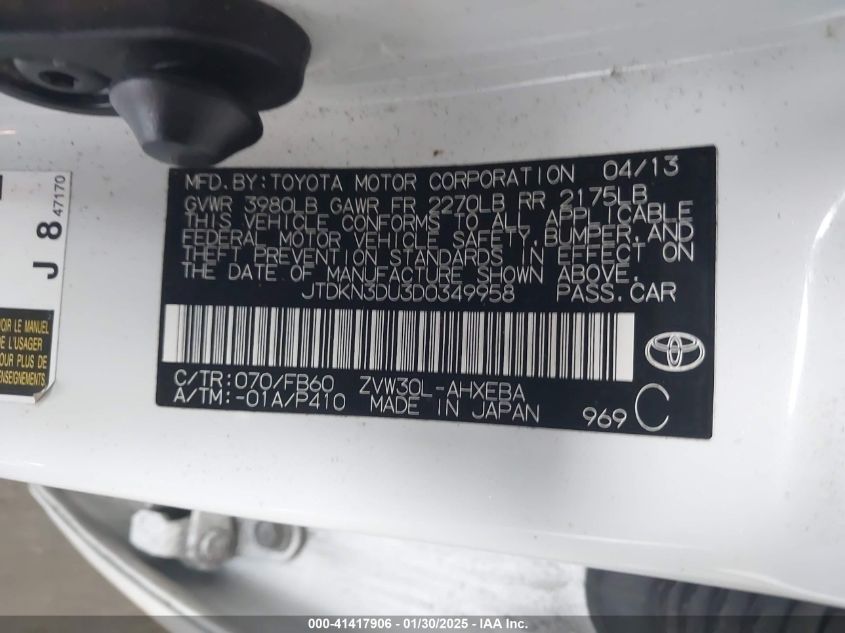 MFD. BY: TOYOTA MOTOR CORPORATION 04/13
GVWR 3980LB GAWR FR 2270LB RR 2175LB
THIS VEHICLE CONFORMS TO ALL APPLICABLE
FEDERAL MOTOR VEHICLE SAFETY, BUMPER, AND
THEFT PREVENTION STANDARDS IN EFFECT ON
THE DATE OF MANUFACTURE SHOWN ABOVE.
JTDKN3DU3D0349958 PASS. CAR
C/TR: 070/FB60 ZVW30L-AHXEBA
A/TM: -01A/P410 MADE IN JAPAN 969 C
J 8 47170
VOIR LE MANUEL
DE L'USAGER
POUR PLUS DE
000-41417906 - 01/30/2025 - IAA Inc.